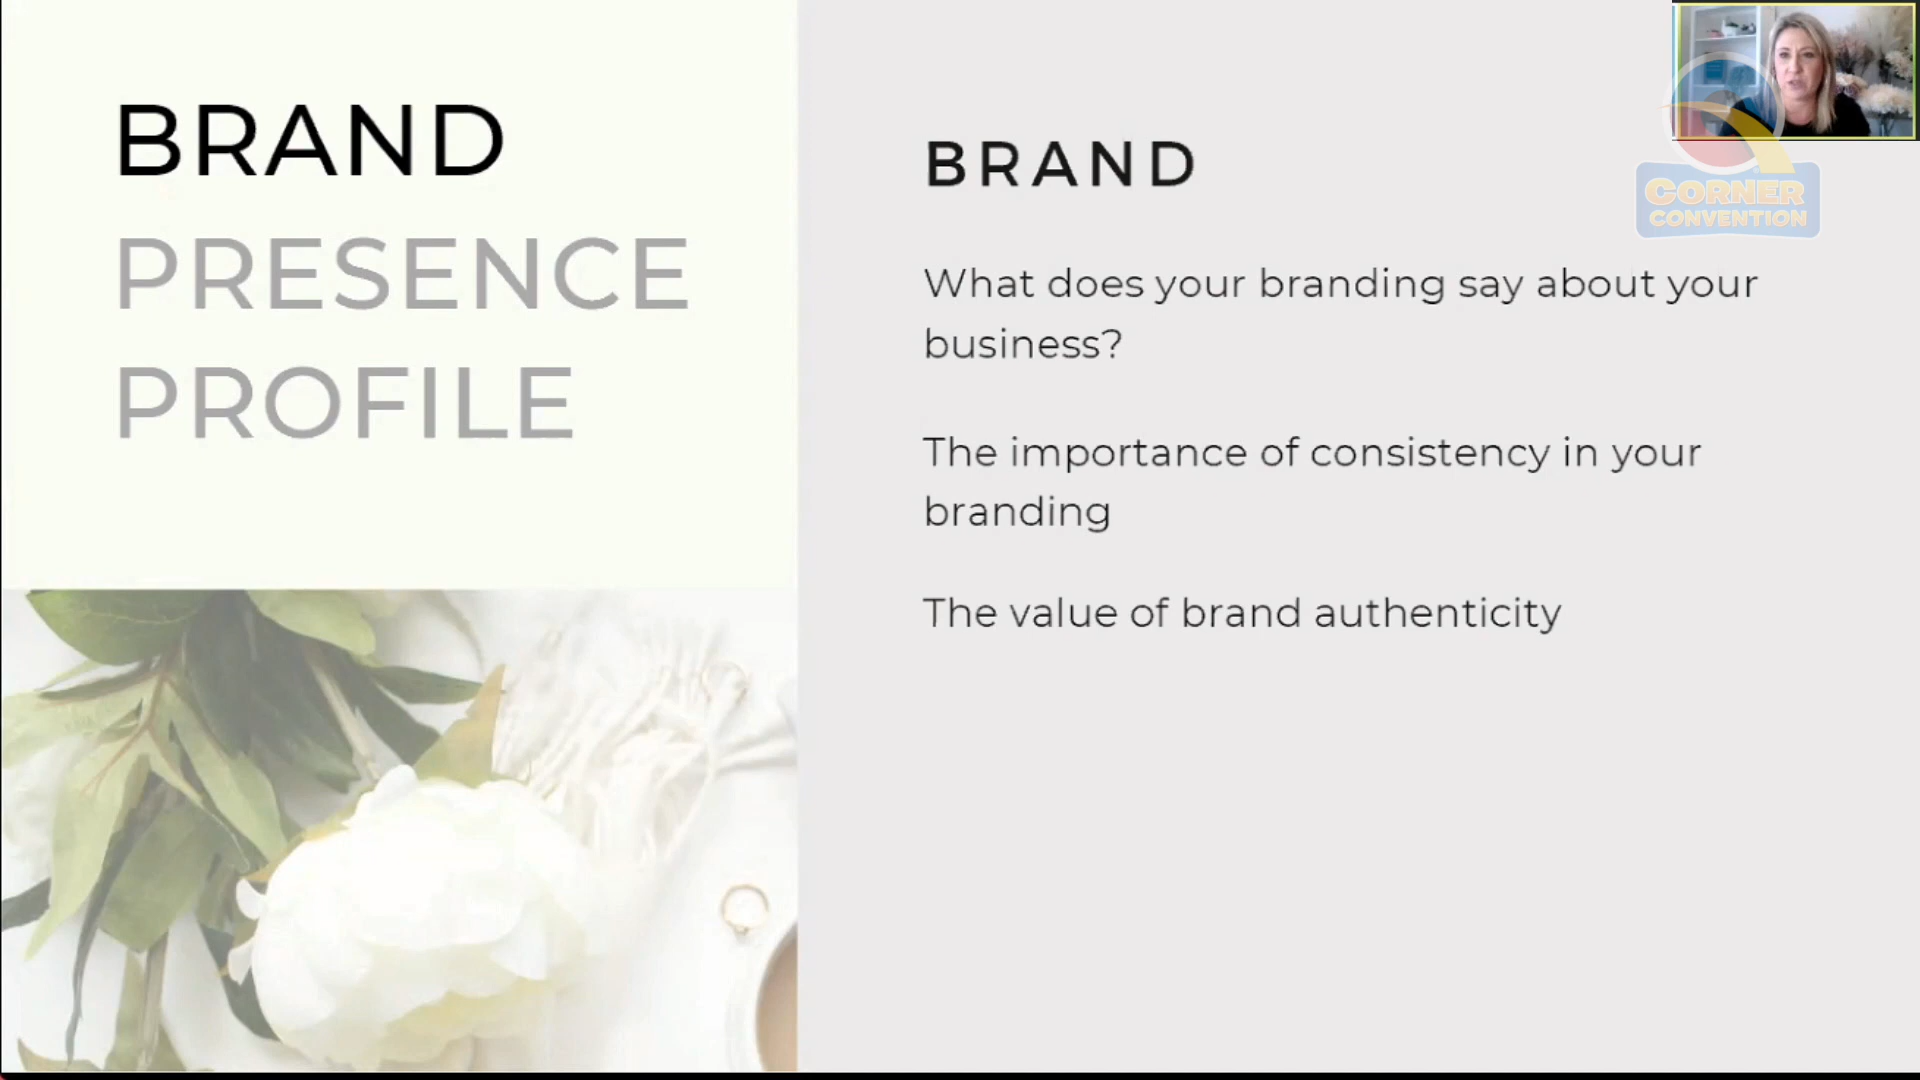 BRAND
PRESENCE
PROFILE
BRAND
What does your branding say about your
business?
The importance of consistency in your
branding
The value of brand authenticity
CORNER
CONVENTION